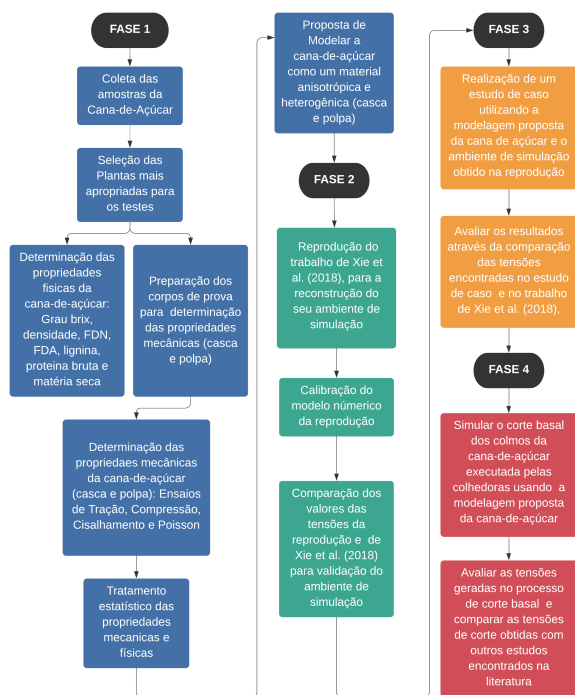 FASE 1
Coleta das
amostras da
Cana-de-Açúcar
Seleção das
Plantas mais
apropriadas para
os testes
Determinação das
propriedades
fisicas da
cana-de-açúcar:
Grau brix,
densidade, FDN,
FDA, lignina,
proteina bruta e
matéria seca
Preparação dos
corpos de prova
para determinação
das propriedades
mecânicas (casca
e polpa)
Determinação das
propriedaes mecânicas
da cana-de-açúcar
(casca e polpa): Ensaios
de Tração, Compressão,
Cisalhamento e Poisson
Tratamento
estatístico das
propriedades
mecanicas e
físicas
Proposta de
Modelar a
cana-de-açúcar
como um material
anisotrópica e
heterogênica (casca
e polpa)
FASE 2
Reprodução do
trabalho de Xie et
al. (2018), para a
reconstrução do
seu ambiente de
simulação
Calibração do
modelo númerico
da reprodução
Comparação dos
valores das
tensões da
reprodução e de
Xie et al. (2018)
para validação do
ambiente de
simulação
FASE 3
Realização de um
estudo de caso
utilizando a
modelagem proposta
da cana de açúcar e o
ambiente de simulação
obtido na reprodução
Avaliar os resultados
através da comparação
das tensões
encontradas no estudo
de caso e no trabalho
de Xie et al. (2018),
FASE 4
Simular o corte basal
dos colmos da
cana-de-açúcar
executada pelas
colhedoras usando a
modelagem proposta
da cana-de-açúcar
Avaliar as tensões
geradas no processo
de corte basal e
comparar as tensões
de corte obtidas com
outros estudos
encontrados na
literatura